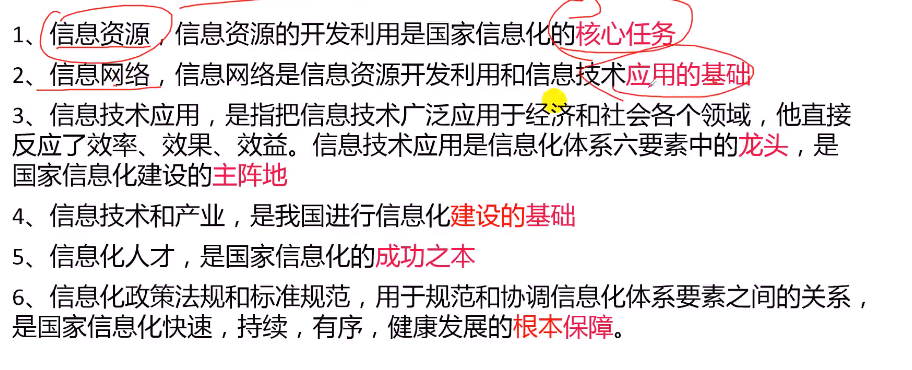 1、信息资源，信息资源的开发利用是国家信息化的核心任务
2、信息网络，信息网络是信息资源开发利用和信息技术应用的基础
3、信息技术应用，是指把信息技术广泛应用于经济和社会各个领域，他直接
反应了效率、效果、效益。信息技术应用是信息化体系六要素中的龙头，是
国家信息化建设的主阵地
4、信息技术和产业，是我国进行信息化建设的基础
5、信息化人才，是国家信息化的成功之本
6、信息化政策法规和标准规范，用于规范和协调信息化体系要素之间的关系，
是国家信息化快速，持续，有序，健康发展的根本保障。